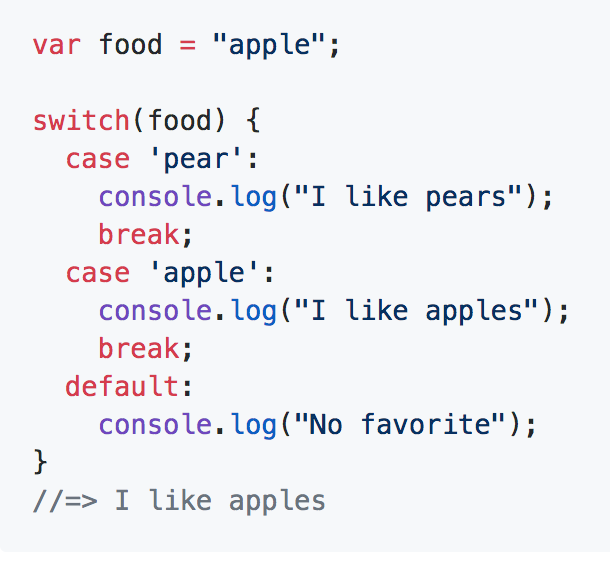 var food = "apple";

switch(food) {
  case 'pear':
    console.log("I like pears");
    break;
  case 'apple':
    console.log("I like apples");
    break;
  default:
    console.log("No favorite");
}
//=> I like apples